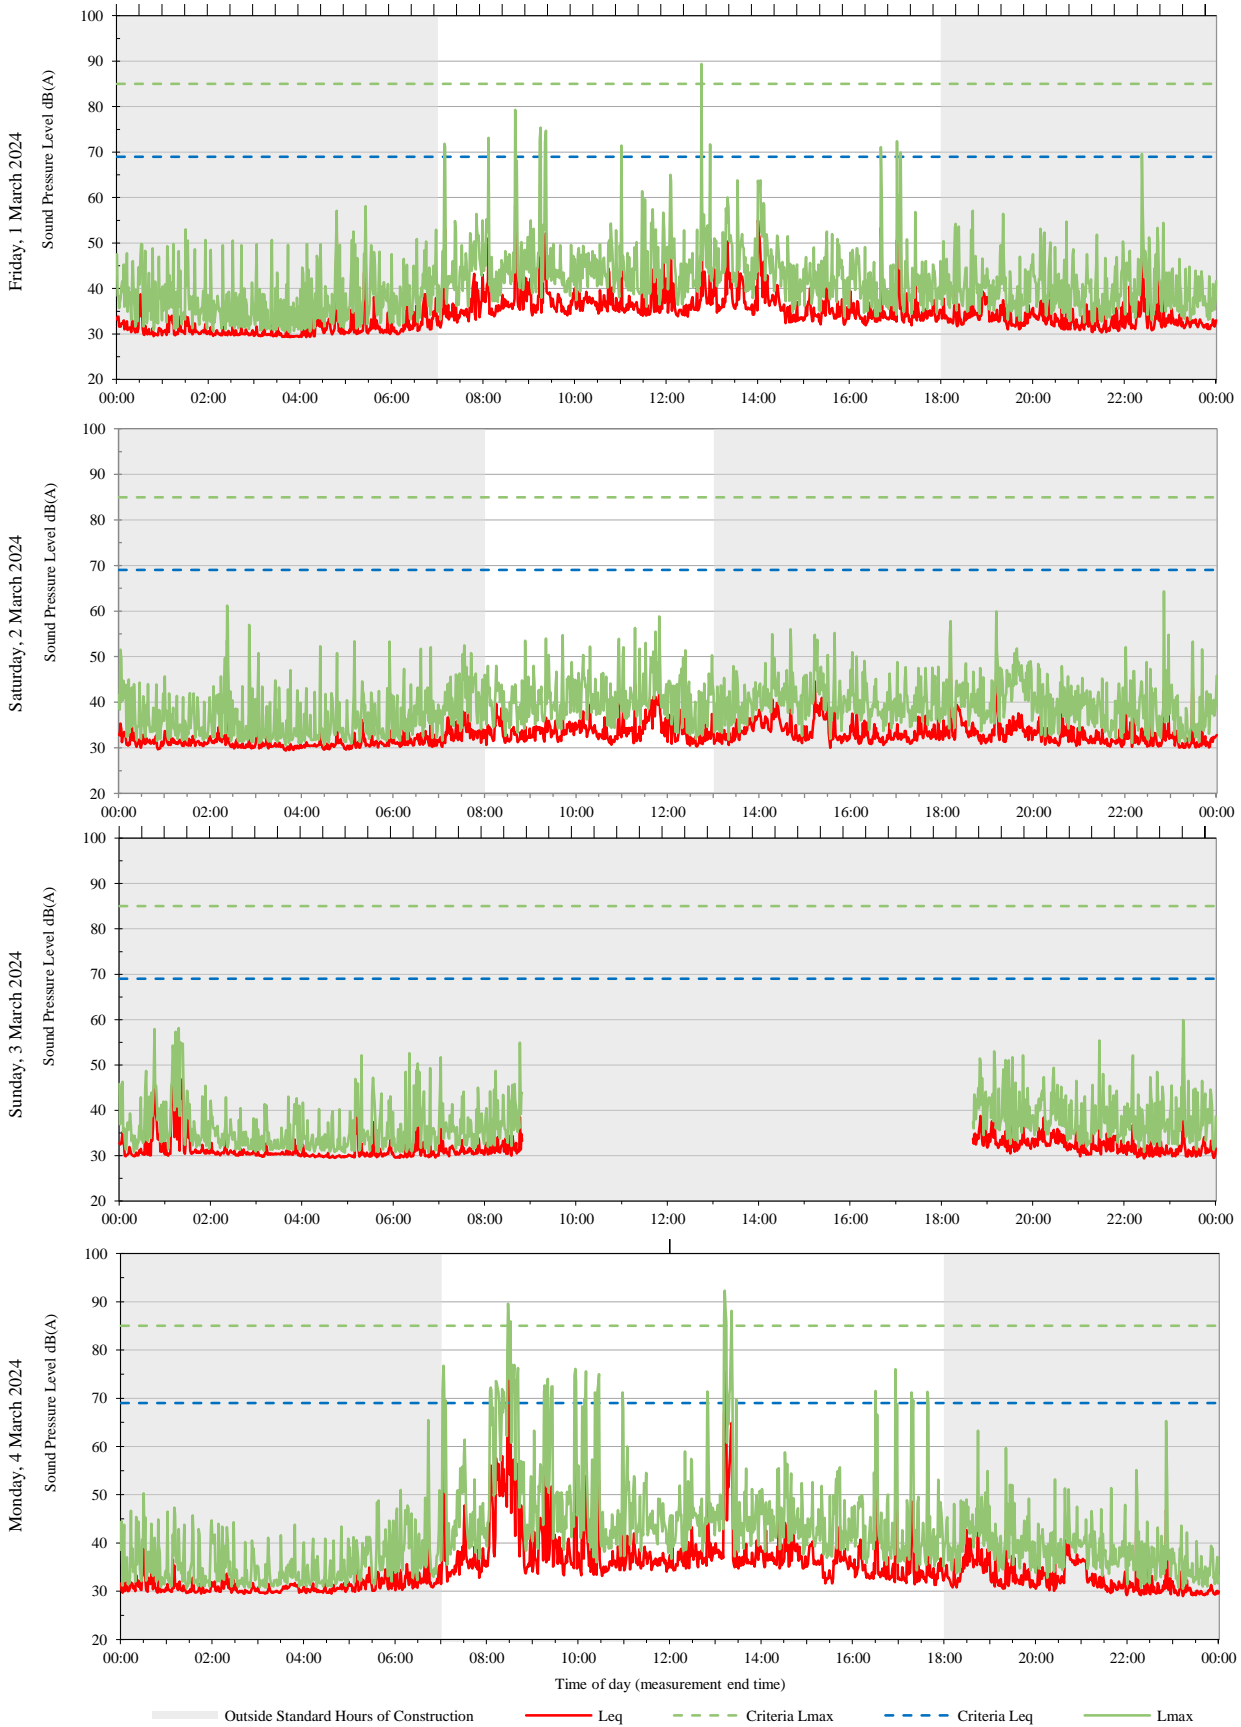 Friday, 1 March 2024
Sound Pressure Level dB(A)
100
90
80
70
60
50
40
30
20
00:00 02:00 04:00 06:00 08:00 10:00 12:00 14:00 16:00 18:00 20:00 22:00 00:00
Saturday, 2 March 2024
Sound Pressure Level dB(A)
100
90
80
70
60
50
40
30
20
00:00 02:00 04:00 06:00 08:00 10:00 12:00 14:00 16:00 18:00 20:00 22:00 00:00
Sunday, 3 March 2024
Sound Pressure Level dB(A)
100
90
80
70
60
50
40
30
20
00:00 02:00 04:00 06:00 08:00 10:00 12:00 14:00 16:00 18:00 20:00 22:00 00:00
Monday, 4 March 2024
Sound Pressure Level dB(A)
100
90
80
70
60
50
40
30
20
00:00 02:00 04:00 06:00 08:00 10:00 12:00 14:00 16:00 18:00 20:00 22:00 00:00
Time of day (measurement end time)
Outside Standard Hours of Construction Leq Criteria Lmax Criteria Leq Lmax